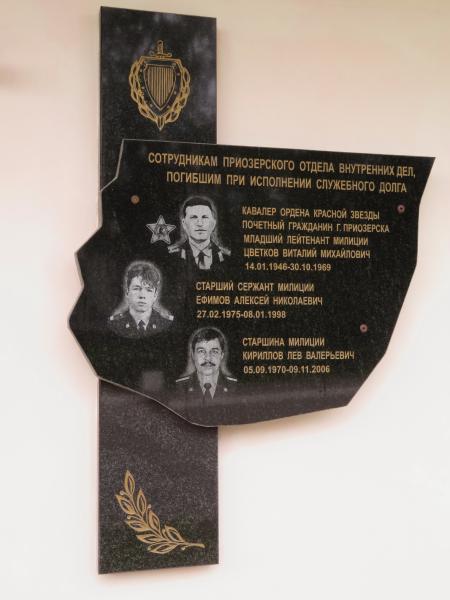 СОТРУДНИКАМ ПРИОЗЕРСКОГО ОТДЕЛА ВНУТРЕННИХ ДЕЛ,
ПОГИБШИМ ПРИ ИСПОЛНЕНИИ СЛУЖЕБНОГО ДОЛГА
КАВАЛЕР ОРДЕНА КРАСНОЙ ЗВЕЗДЫ
ПОЧЕТНЫЙ ГРАЖДАНИН Г. ПРИОЗЕРСКА
МЛАДШИЙ ЛЕЙТЕНАНТ МИЛИЦИИ
ЦВЕТКОВ ВИТАЛИЙ МИХАЙЛОВИЧ
14.01.1946-30.10.1969
СТАРШИЙ СЕРЖАНТ МИЛИЦИИ
ЕФИМОВ АЛЕКСЕЙ НИКОЛАЕВИЧ
27.02.1975-08.01.1998
СТАРШИНА МИЛИЦИИ
КИРИЛЛОВ ЛЕВ ВАЛЕРЬЕВИЧ
05.09.1970-09.11.2006